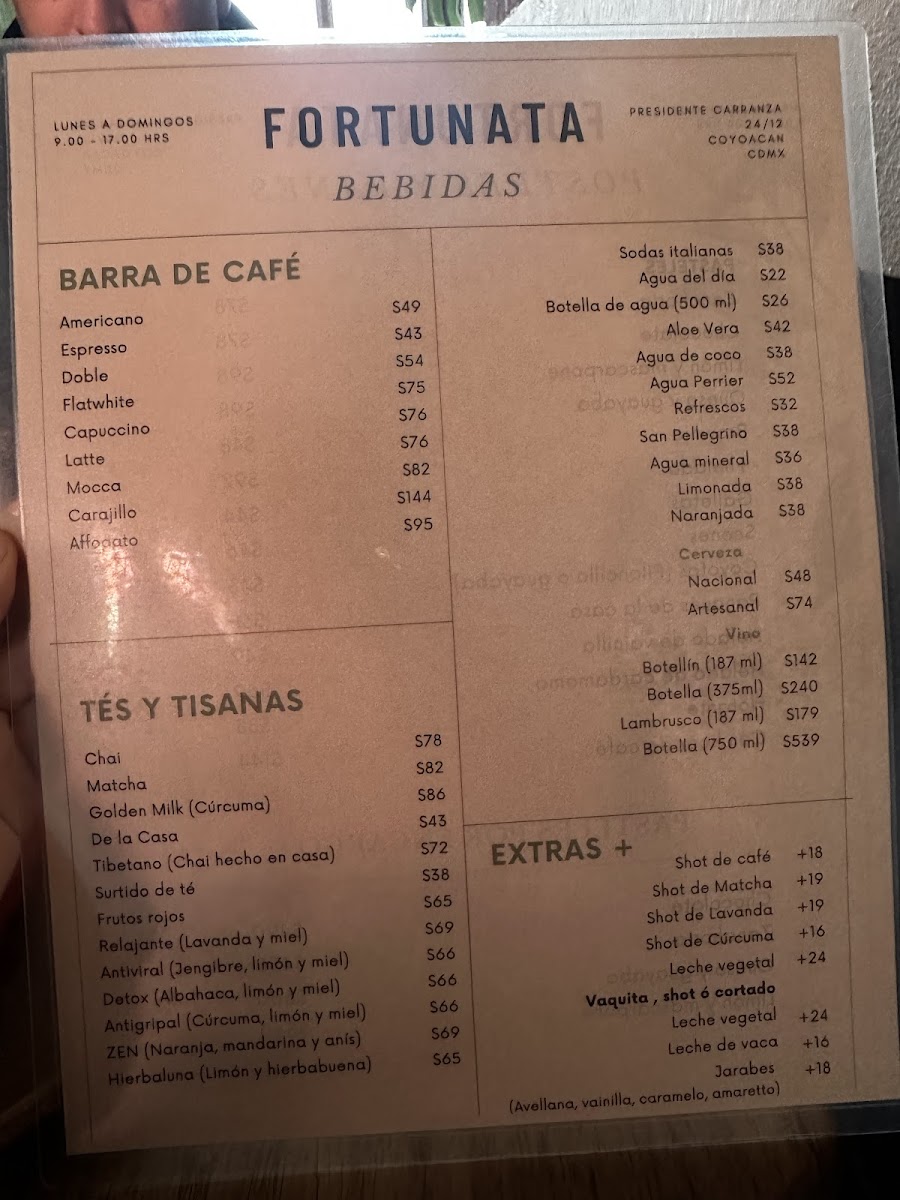 LUNES A DOMINGOS
9.00 - 17.00 HRS
FORTUNATA
BEBIDAS
PRESIDENTE CARRANZA
24/12
COYOACAN
CDMX
BARRA DE CAFÉ
Americano $49
Espresso $43
Doble $54
Flatwhite $75
Capuccino $76
Latte $76
Mocca $82
Carajillo $144
Affogato $95
TÉS Y TISANAS
Chai $78
Matcha $82
Golden Milk (Cúrcuma) $86
De la Casa $43
Tibetano (Chai hecho en casa) $72
Surtido de té $38
Frutos rojos $65
Relajante (Lavanda y miel) $69
Antiviral (Jengibre, limón y miel) $66
Detox (Albahaca, limón y miel) $66
Antigripal (Cúrcuma, limón y miel) $66
ZEN (Naranja, mandarina y anís) $69
Hierbaluna (Limón y hierbabuena) $65
Sodas italianas $38
Agua del día $22
Botella de agua (500 ml) $26
Aloe Vera $42
Agua de coco $38
Agua Perrier $52
Refrescos $32
San Pellegrino $38
Agua mineral $36
Limonada $38
Naranjada $38
Cerveza
Nacional $48
Artesanal $74
Vino
Botellín (187 ml) $142
Botella (375ml) $240
Lambrusco (187 ml) $179
Botella (750 ml) $539
EXTRAS +
Shot de café +18
Shot de Matcha +19
Shot de Lavanda +19
Shot de Cúrcuma +16
Leche vegetal +24
Vaquita , shot ó cortado
Leche vegetal +24
Leche de vaca +16
Jarabes +18
(Avellana, vainilla, caramelo, amaretto)